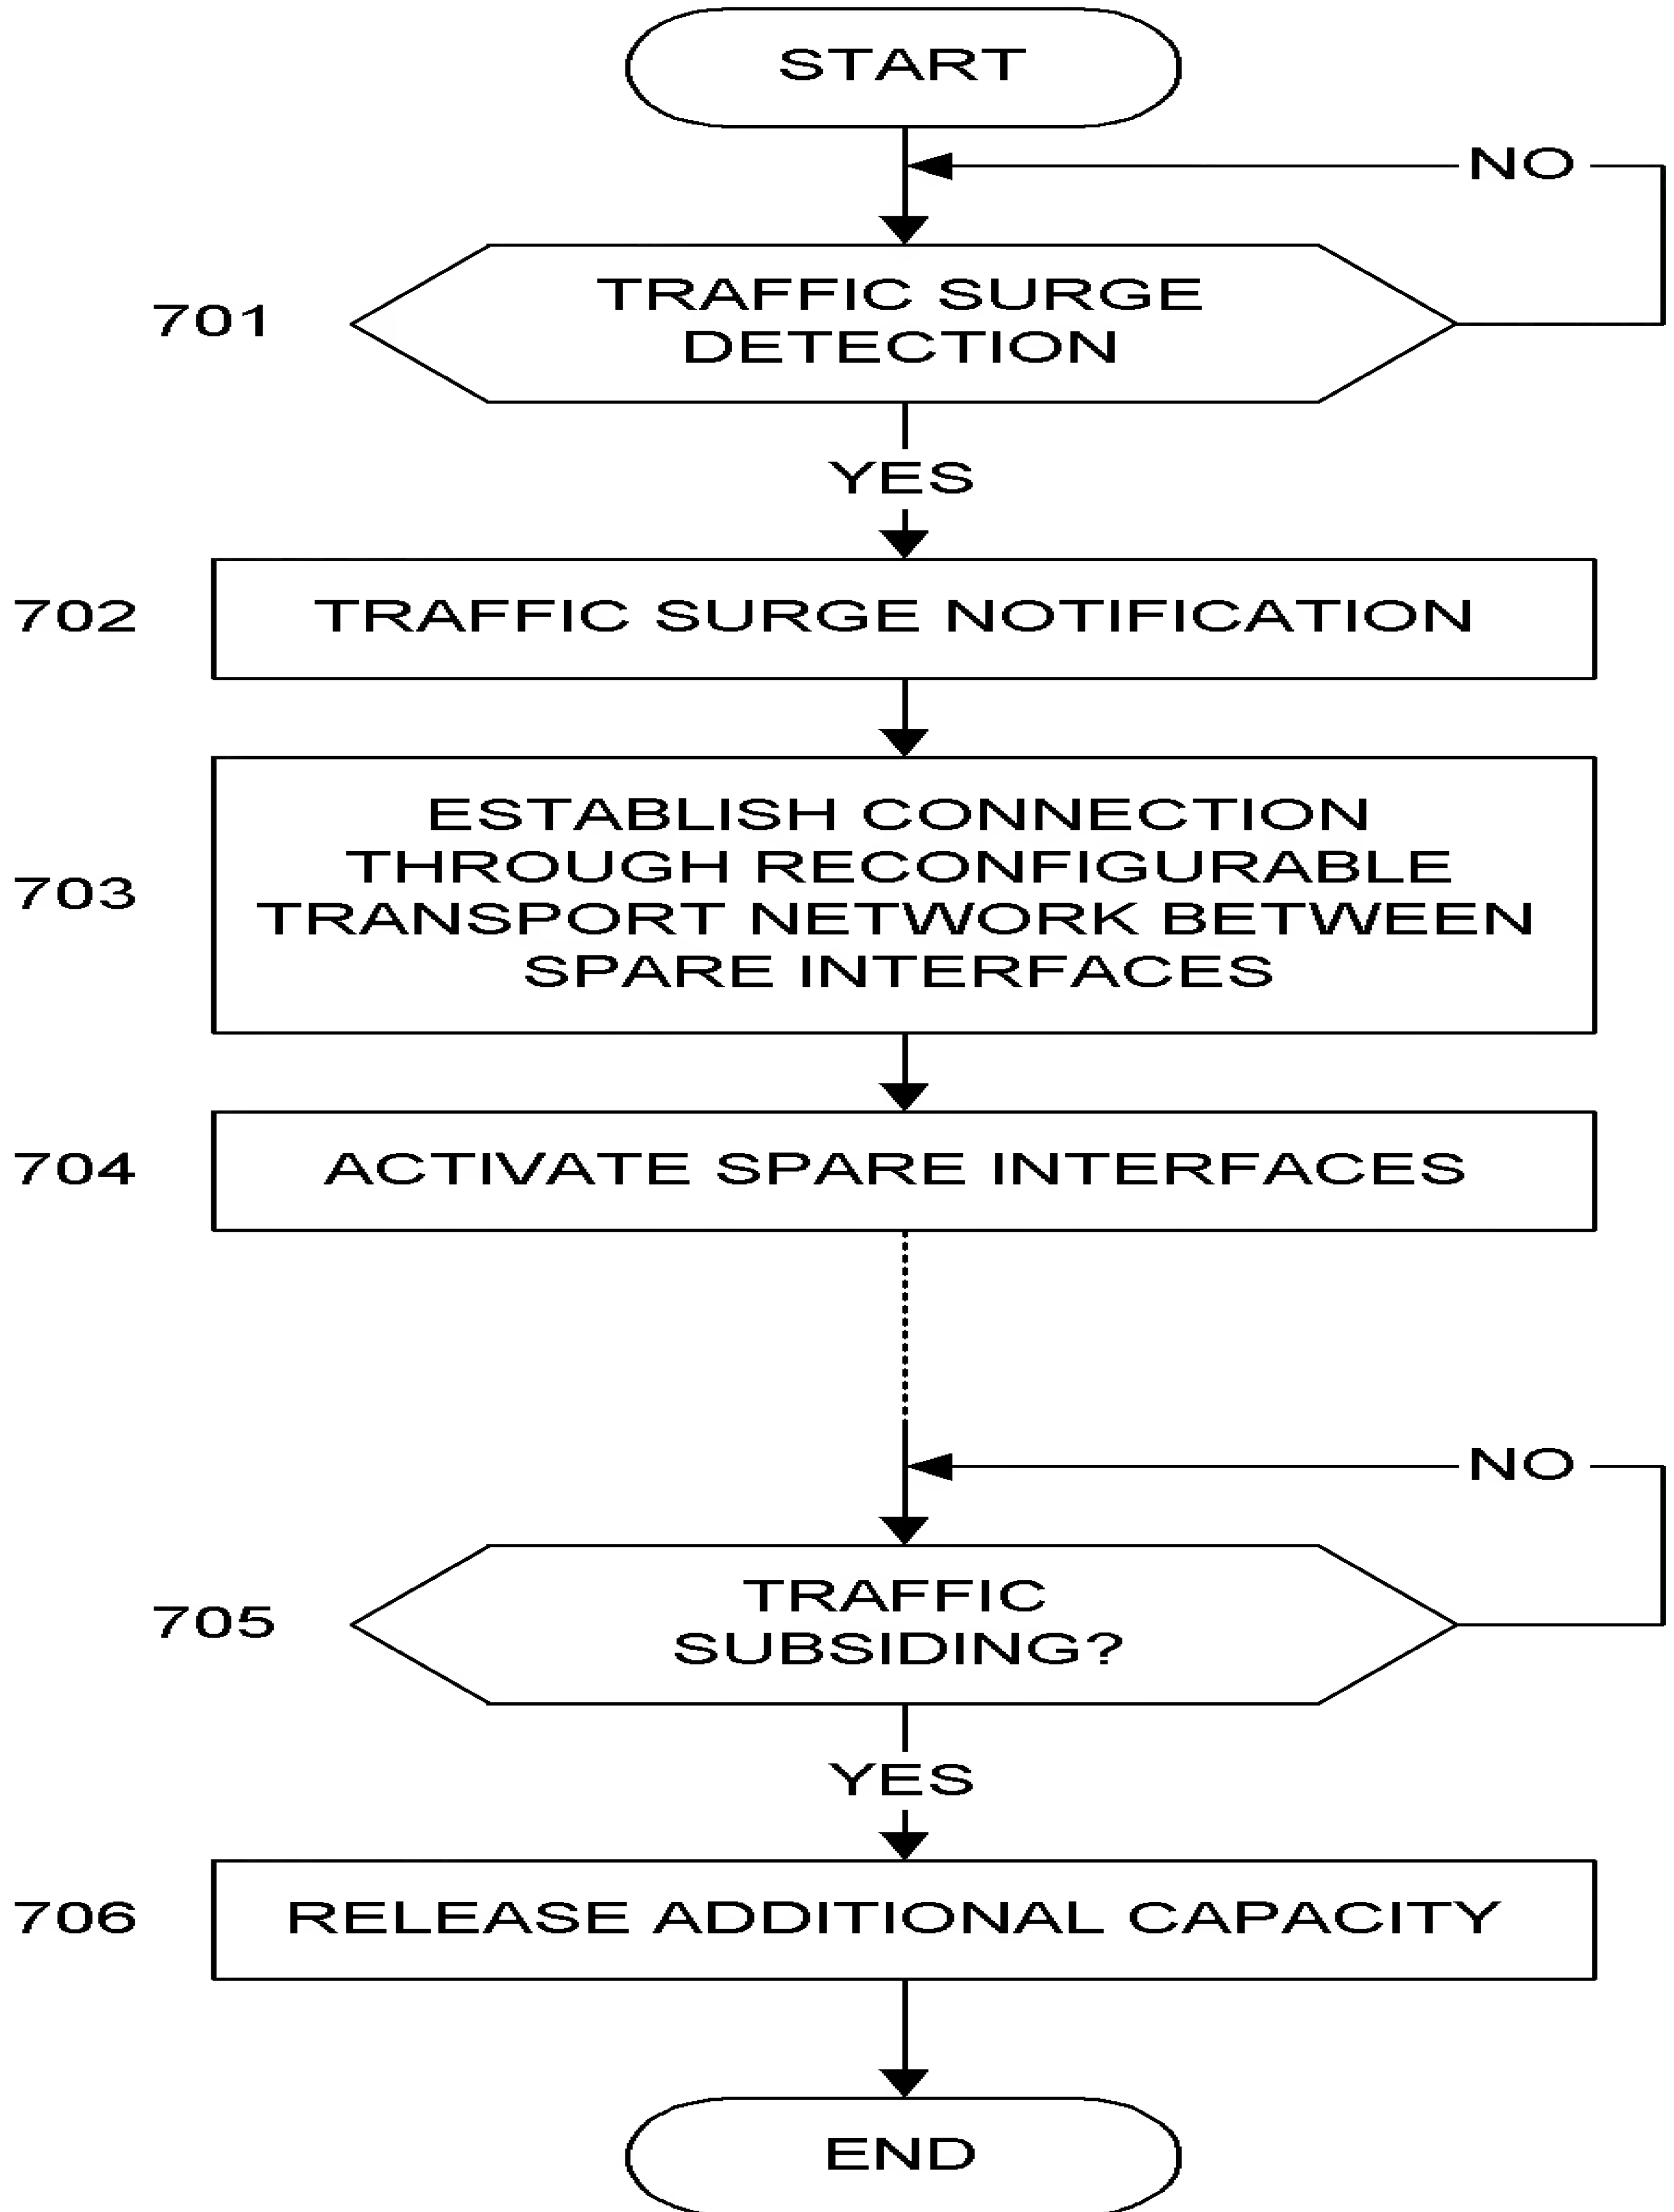 START
NO
701
TRAFFIC SURGE
DETECTION
YES
702
TRAFFIC SURGE NOTIFICATION
703
ESTABLISH CONNECTION
THROUGH RECONFIGURABLE
TRANSPORT NETWORK BETWEEN
SPARE INTERFACES
704
ACTIVATE SPARE INTERFACES
NO
705
TRAFFIC
SUBSIDING?
YES
706
RELEASE ADDITIONAL CAPACITY
END